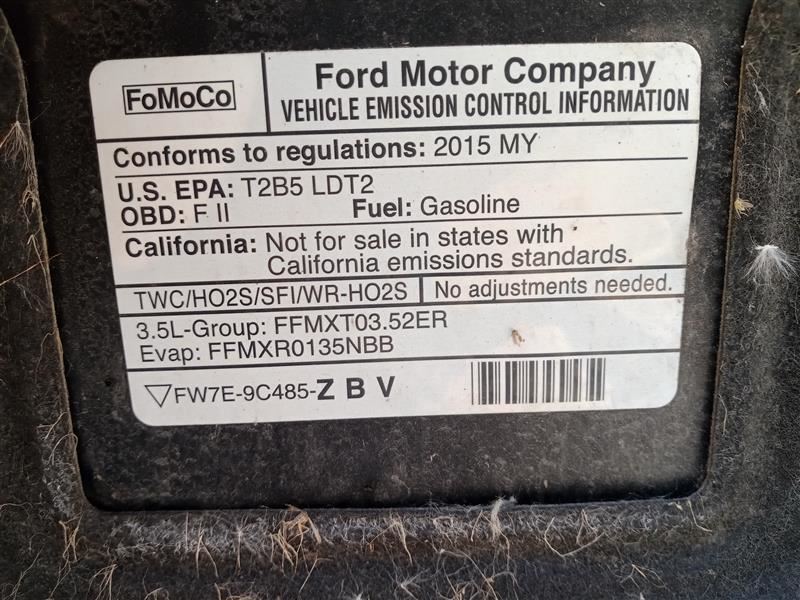 FoMoCo
Ford Motor Company
VEHICLE EMISSION CONTROL INFORMATION
Conforms to regulations: 2015 MY
U.S. EPA: T2B5 LDT2
OBD: F II Fuel: Gasoline
California: Not for sale in states with
California emissions standards.
TWC/HO2S/SFI/WR-HO2S No adjustments needed.
3.5L-Group: FFMXT03.52ER
Evap: FFMXR0135NBB
▽FW7E-9C485-Z B V